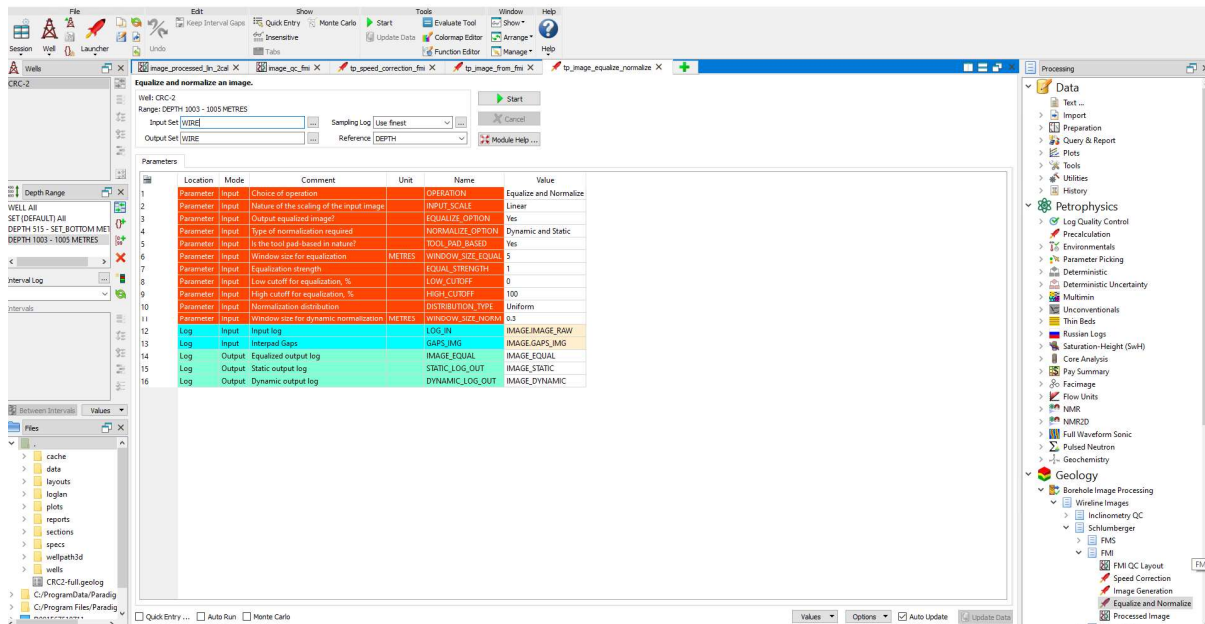 File Edit Show Tools Window Help
Keep Interval Gaps Quick Entry Monte Carlo Start Evaluate Tool Show
Insensitive Update Data Colormap Editor Arrange
Session Well Launcher Undo Tabs Function Editor Manage Help
Wells
CRC-2
image_processed_lin_2cal X image_qc_fmi X tp_speed_correction_fmi X tp_image_from_fmi X tp_image_equalize_normalize X
Equalize and normalize an image.
Well: CRC-2
Range: DEPTH 1003 - 1005 METRES
Input Set WIRE ... Sampling Log Use finest ...
Output Set WIRE ... Reference DEPTH
Start
Cancel
Module Help ...
Parameters
Location Mode Comment Unit Name Value
1 Parameter Input Choice of operation OPERATION Equalize and Normalize
2 Parameter Input Nature of the scaling of the input image INPUT_SCALE Linear
3 Parameter Input Output equalized image? EQUALIZE_OPTION Yes
4 Parameter Input Type of normalization required NORMALIZE_OPTION Dynamic and Static
5 Parameter Input Is the tool pad-based in nature? TOOL_PAD_BASED Yes
6 Parameter Input Window size for equalization METRES WINDOW_SIZE_EQUAL 5
7 Parameter Input Equalization strength EQUAL_STRENGTH 1
8 Parameter Input Low cutoff for equalization, % LOW_CUTOFF 0
9 Parameter Input High cutoff for equalization, % HIGH_CUTOFF 100
10 Parameter Input Normalization distribution DISTRIBUTION_TYPE Uniform
11 Parameter Input Window size for dynamic normalization METRES WINDOW_SIZE_NORM 0.3
12 Log Input Input log LOG_IN IMAGE.IMAGE_RAW
13 Log Input Interpad Gaps GAPS_IMG IMAGE.GAPS_IMG
14 Log Output Equalized output log IMAGE_EQUAL IMAGE_EQUAL
15 Log Output Static output log STATIC_LOG_OUT IMAGE_STATIC
16 Log Output Dynamic output log DYNAMIC_LOG_OUT IMAGE_DYNAMIC
Depth Range
WELL All
SET (DEFAULT) All
DEPTH 515 - SET_BOTTOM MET
DEPTH 1003 - 1005 METRES
nterval Log ...
ntervals
Between Intervals Values
Files
.
cache
data
layouts
loglan
plots
reports
sections
specs
wellpath3d
wells
CRC2-full.geolog
C:/ProgramData/Paradig
C:/Program Files/Paradig
Quick Entry ... Auto Run Monte Carlo Values Options Auto Update Update Data
Processing
Data
Text ...
Import
Preparation
Query & Report
Plots
Tools
Utilities
History
Petrophysics
Log Quality Control
Precalculation
Environmentals
Parameter Picking
Deterministic
Deterministic Uncertainty
Multimin
Unconventionals
Thin Beds
Russian Logs
Saturation-Height (SwH)
Core Analysis
Pay Summary
Facimage
Flow Units
NMR
NMR2D
Full Waveform Sonic
Pulsed Neutron
Geochemistry
Geology
Borehole Image Processing
Wireline Images
Inclinometry QC
Schlumberger
FMS
FMI
FMI QC Layout
FM
Speed Correction
Image Generation
Equalize and Normalize
Processed Image